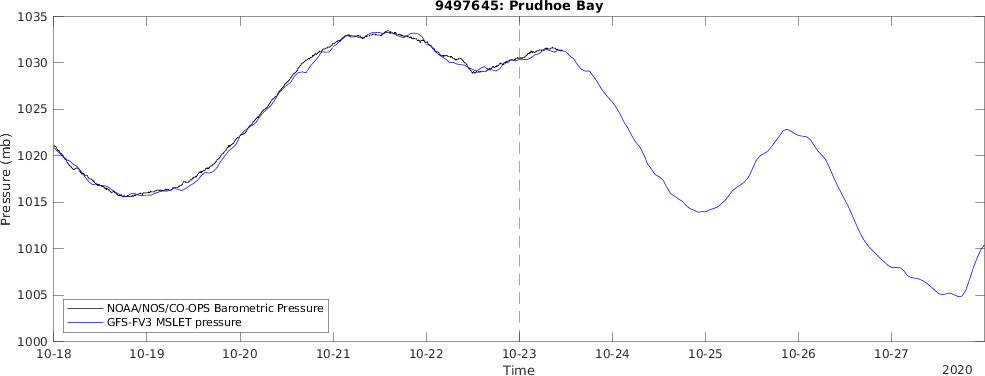 9497645: Prudhoe Bay
1035
1030
1025
1020
1015
1010
1005
1000
Pressure (mb)
NOAA/NOS/CO-OPS Barometric Pressure
GFS-FV3 MSLET pressure
10-18 10-19 10-20 10-21 10-22 10-23 10-24 10-25 10-26 10-27
Time
2020